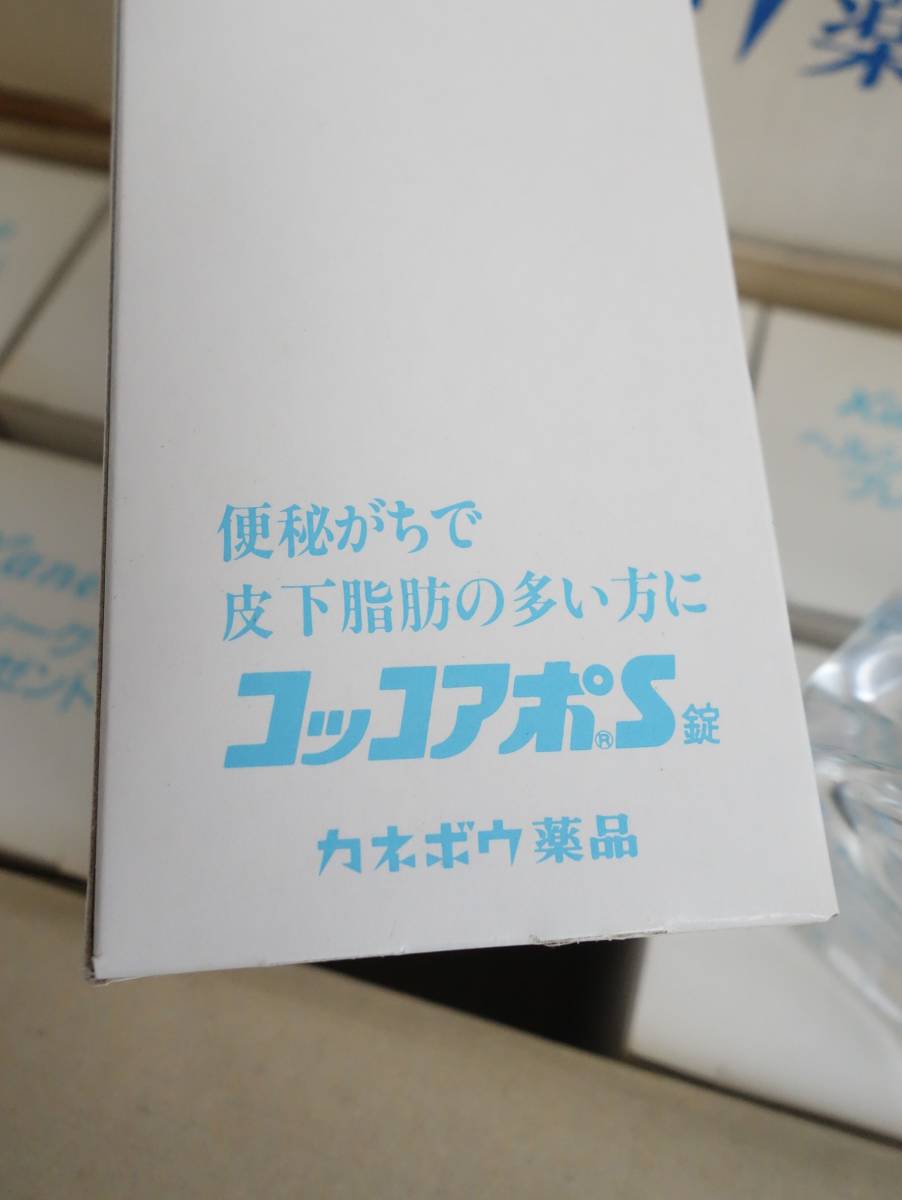 薬
便秘がちで
皮下脂肪の多い方に
コッコアポ®S錠
カネボウ薬品